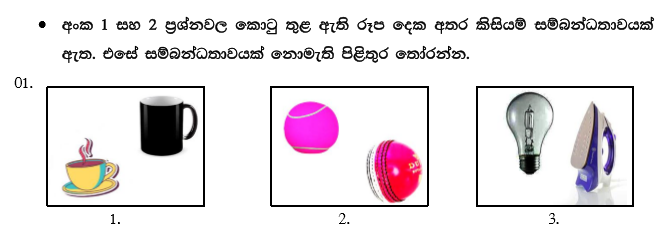 • අංක 1 සහ 2 ප්‍රශ්නවල කොටු තුළ ඇති රූප දෙක අතර කිසියම් සම්බන්ධතාවයක්
ඇත. එසේ සම්බන්ධතාවයක් නොමැති පිළිතුර තෝරන්න.
01.
1. 2. 3.